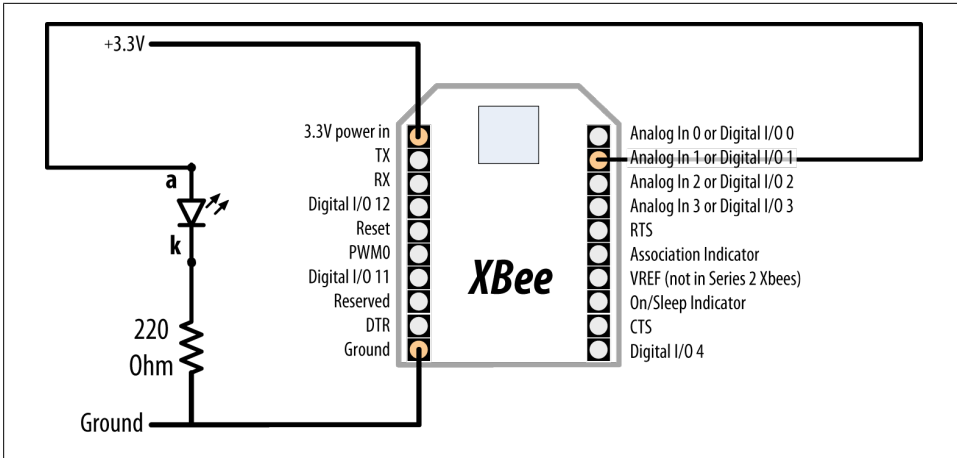 +3.3V
3.3V power in
TX
RX
Digital I/O 12
Reset
PWM0
Digital I/O 11
Reserved
DTR
Ground
XBee
Analog In 0 or Digital I/O 0
Analog In 1 or Digital I/O 1
Analog In 2 or Digital I/O 2
Analog In 3 or Digital I/O 3
RTS
Association Indicator
VREF (not in Series 2 Xbees)
On/Sleep Indicator
CTS
Digital I/O 4
a
k
220
Ohm
Ground